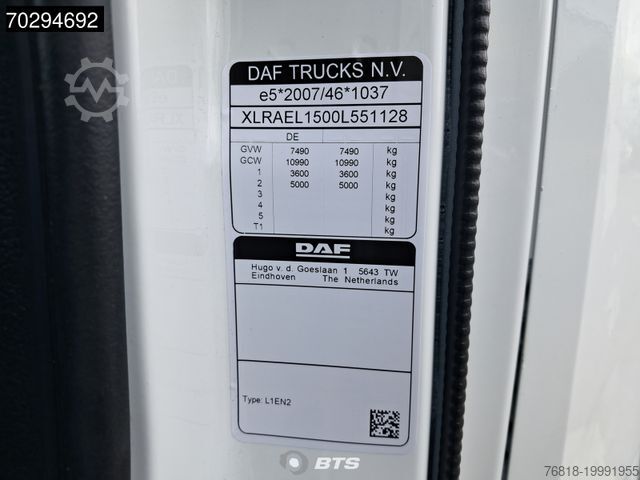 70294692
DAF TRUCKS N.V.
e5*2007/46*1037
XLRAEL1500L551128
DE
GVW 7490 7490 kg
GCW 10990 10990 kg
1 3600 3600 kg
2 5000 5000 kg
3 kg
4 kg
5 kg
T1 kg
DAF
Hugo v. d. Goeslaan 1 5643 TW
Eindhoven The Netherlands
Type: L1EN2
BTS
76818-19991955